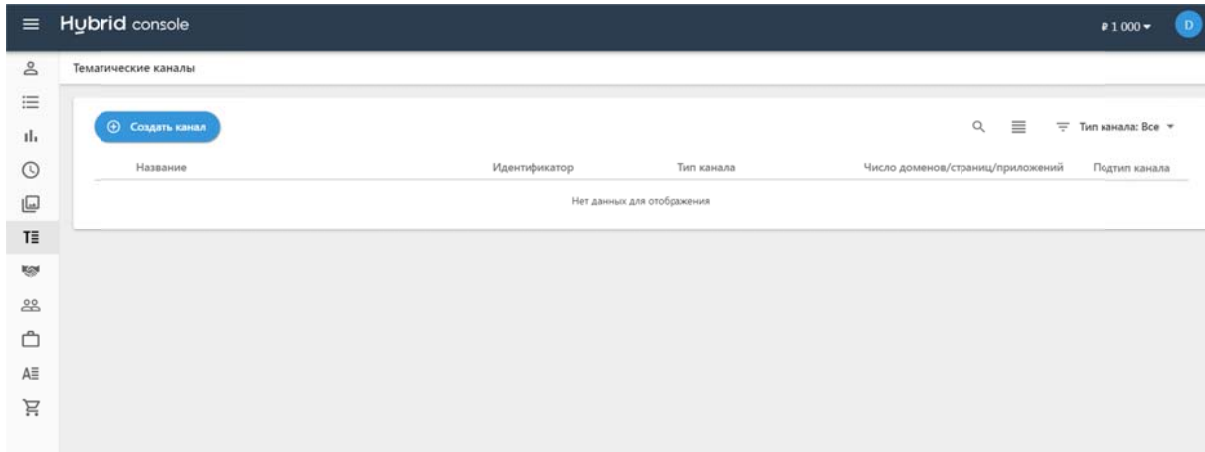 Hybrid console
₽ 1 000
D
Тематические каналы
Создать канал
Тип канала: Все
Название Идентификатор Тип канала Число доменов/страниц/приложений Подтип канала
Нет данных для отображения